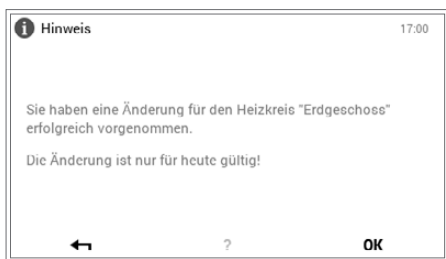 Hinweis 17:00
Sie haben eine Änderung für den Heizkreis "Erdgeschoss"
erfolgreich vorgenommen.
Die Änderung ist nur für heute gültig!
? OK